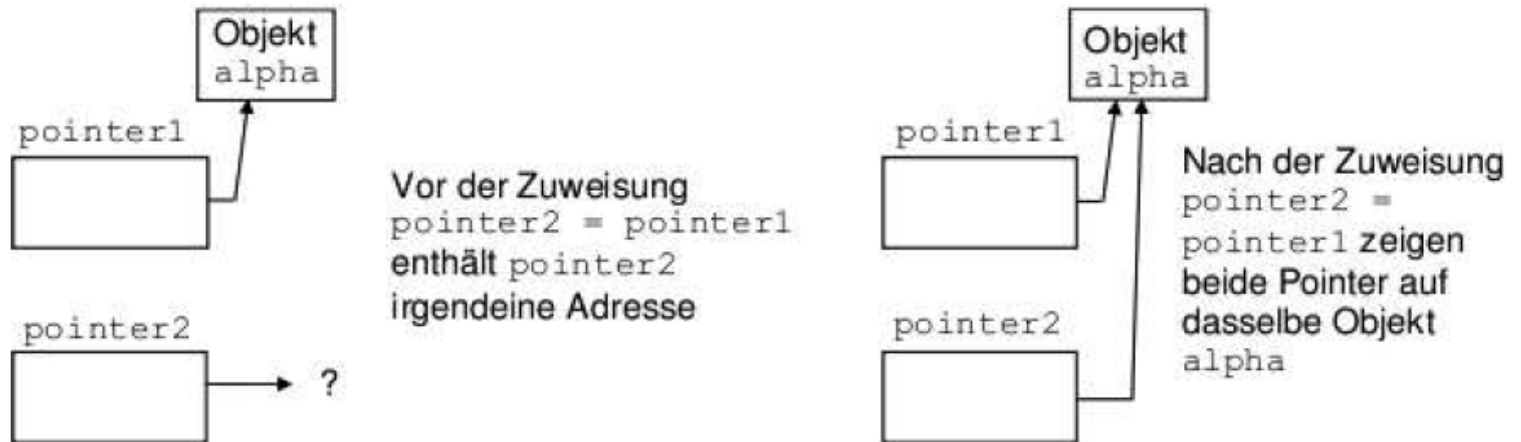 Objekt
alpha
pointer1
Vor der Zuweisung
pointer2 = pointer1
enthält pointer2
irgendeine Adresse
pointer2
?
Objekt
alpha
pointer1
Nach der Zuweisung
pointer2 =
pointer1 zeigen
beide Pointer auf
dasselbe Objekt
alpha
pointer2